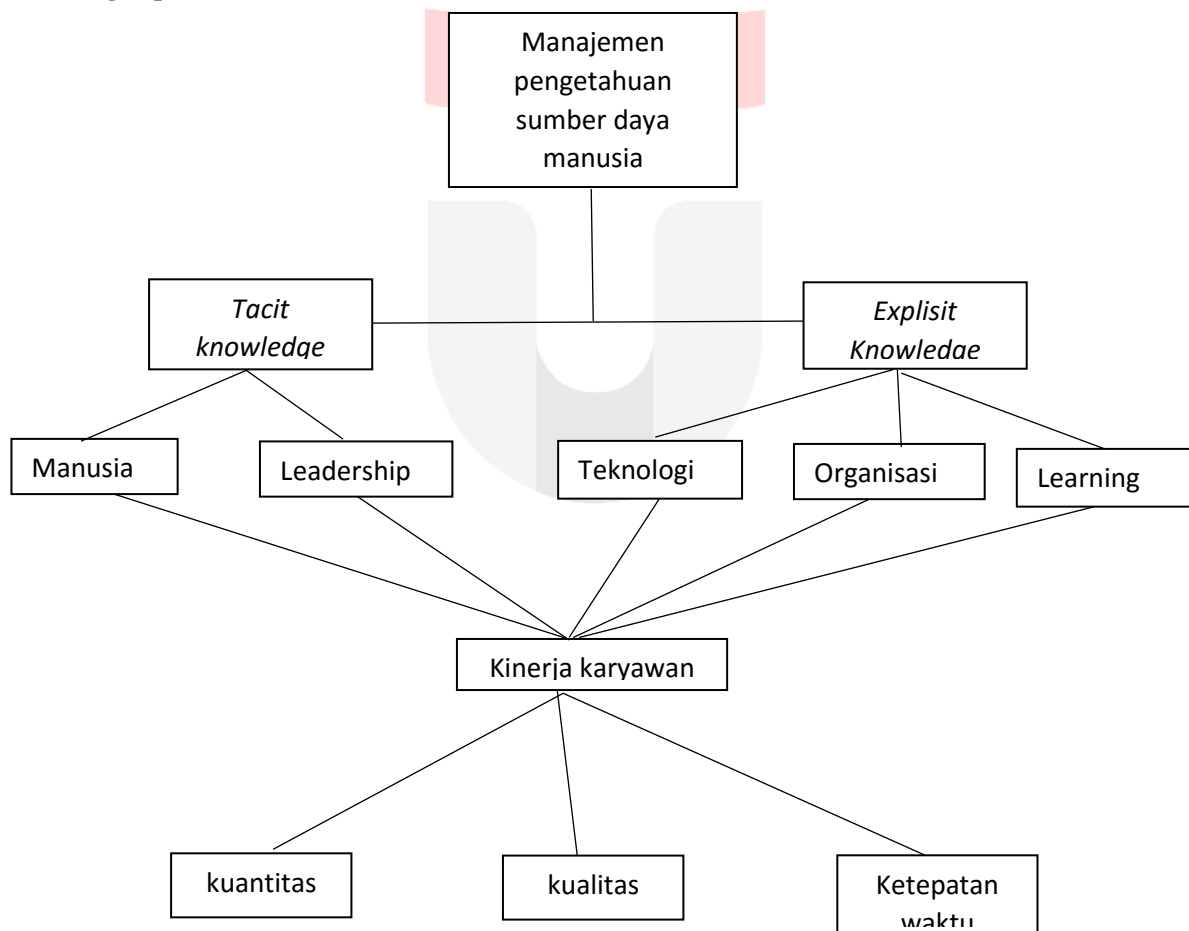 Manajemen
pengetahuan
sumber daya
manusia
Tacit
knowledge
Explisit
Knowledge
Manusia
Leadership
Teknologi
Organisasi
Learning
Kinerja karyawan
kuantitas
kualitas
Ketepatan
waktu